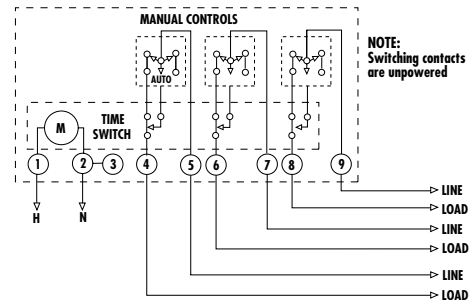 MANUAL CONTROLS
NOTE:
Switching contacts
are unpowered
AUTO
TIME
SWITCH
M
1
2
3
4
5
6
7
8
9
H
N
LINE
LOAD
LINE
LOAD
LINE
LOAD